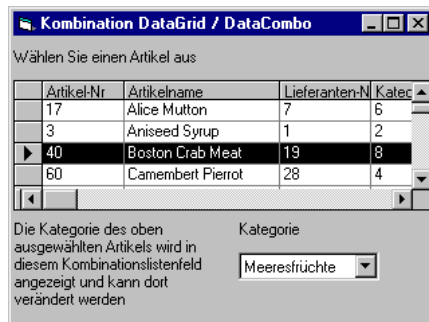 Kombination DataGrid / DataCombo
Wählen Sie einen Artikel aus
Artikel-Nr Artikelname Lieferanten-N Kateg
17 Alice Mutton 7 6
3 Aniseed Syrup 1 2
40 Boston Crab Meat 19 8
60 Camembert Pierrot 28 4
Die Kategorie des oben
ausgewählten Artikels wird in
diesem Kombinationslistenfeld
angezeigt und kann dort
verändert werden
Kategorie
Meeresfrüchte